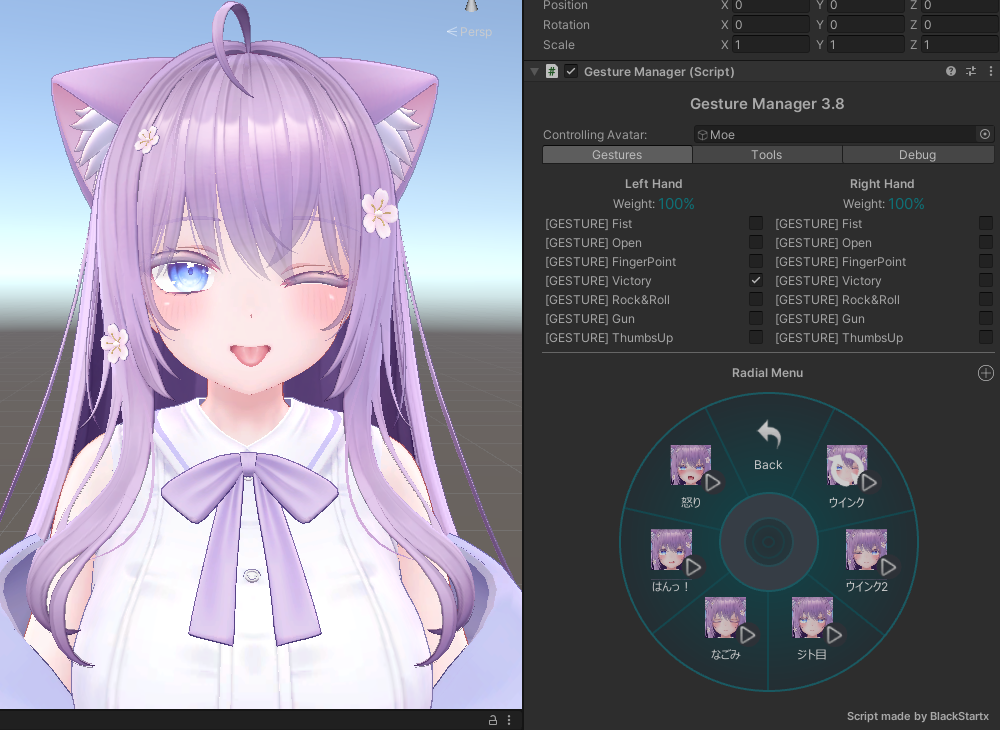 Persp
Position X 0 Y 0 Z 0
Rotation X 0 Y 0 Z 0
Scale X 1 Y 1 Z 1
# Gesture Manager (Script)
Gesture Manager 3.8
Controlling Avatar: Moe
Gestures Tools Debug
Left Hand Right Hand
Weight: 100% Weight: 100%
[GESTURE] Fist [GESTURE] Fist
[GESTURE] Open [GESTURE] Open
[GESTURE] FingerPoint [GESTURE] FingerPoint
[GESTURE] Victory [GESTURE] Victory
[GESTURE] Rock&Roll [GESTURE] Rock&Roll
[GESTURE] Gun [GESTURE] Gun
[GESTURE] ThumbsUp [GESTURE] ThumbsUp
Radial Menu
Back
怒り ウインク
はんっ！ ウインク2
なごみ ジト目
Script made by BlackStartx